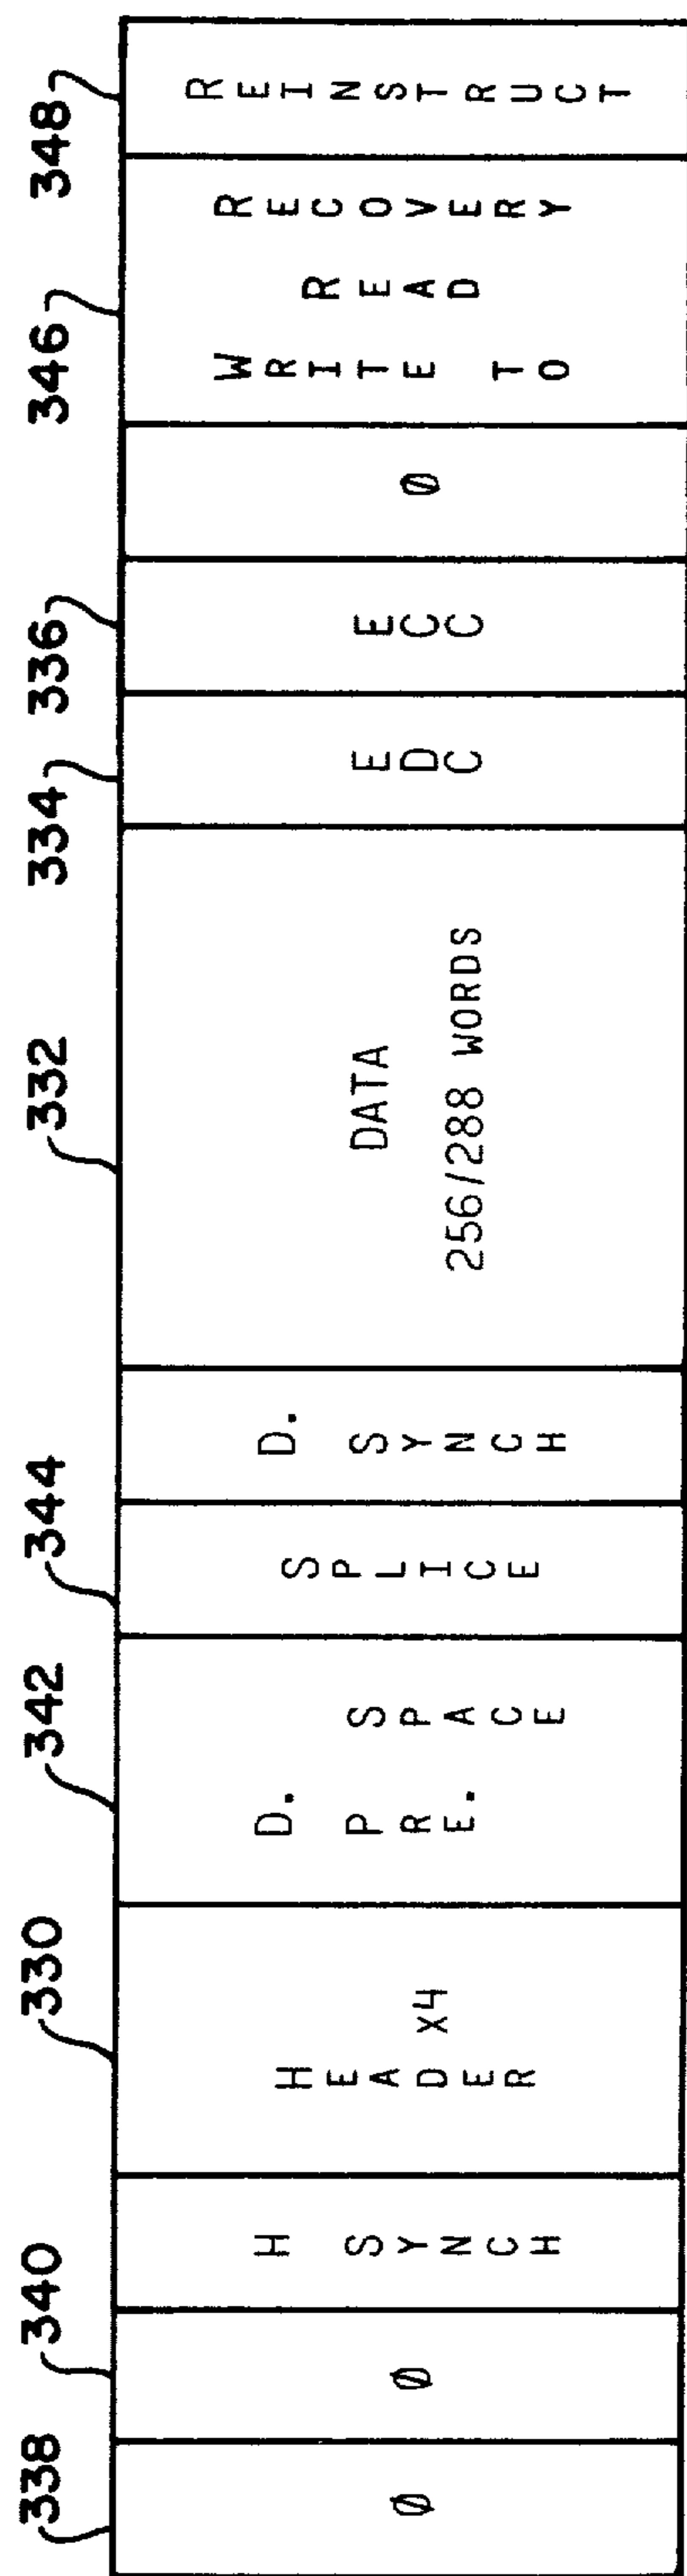 338
340
330
342
344
332
334
336
346
348
Ø
Ø
H SYNCH
HEADER
x4
D. PRE.
SPACE
SPLICE
D. SYNCH
DATA
256/288 WORDS
EDC
ECC
Ø
WRITE TO
READ
RECOVERY
REINSTRUCT